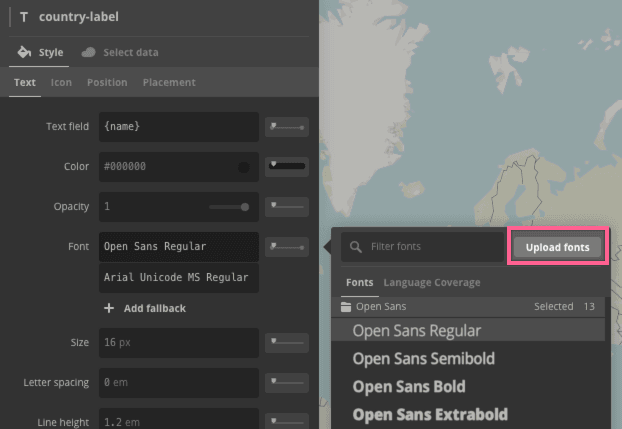 T country-label
Style Select data
Text Icon Position Placement
Text field {name}
Color #000000
Opacity 1
Font Open Sans Regular
Arial Unicode MS Regular
+ Add fallback
Size 16 px
Letter spacing 0 em
Line height 1.2 em
Filter fonts Upload fonts
Fonts Language Coverage
Open Sans Selected 13
Open Sans Regular
Open Sans Semibold
Open Sans Bold
Open Sans Extrabold